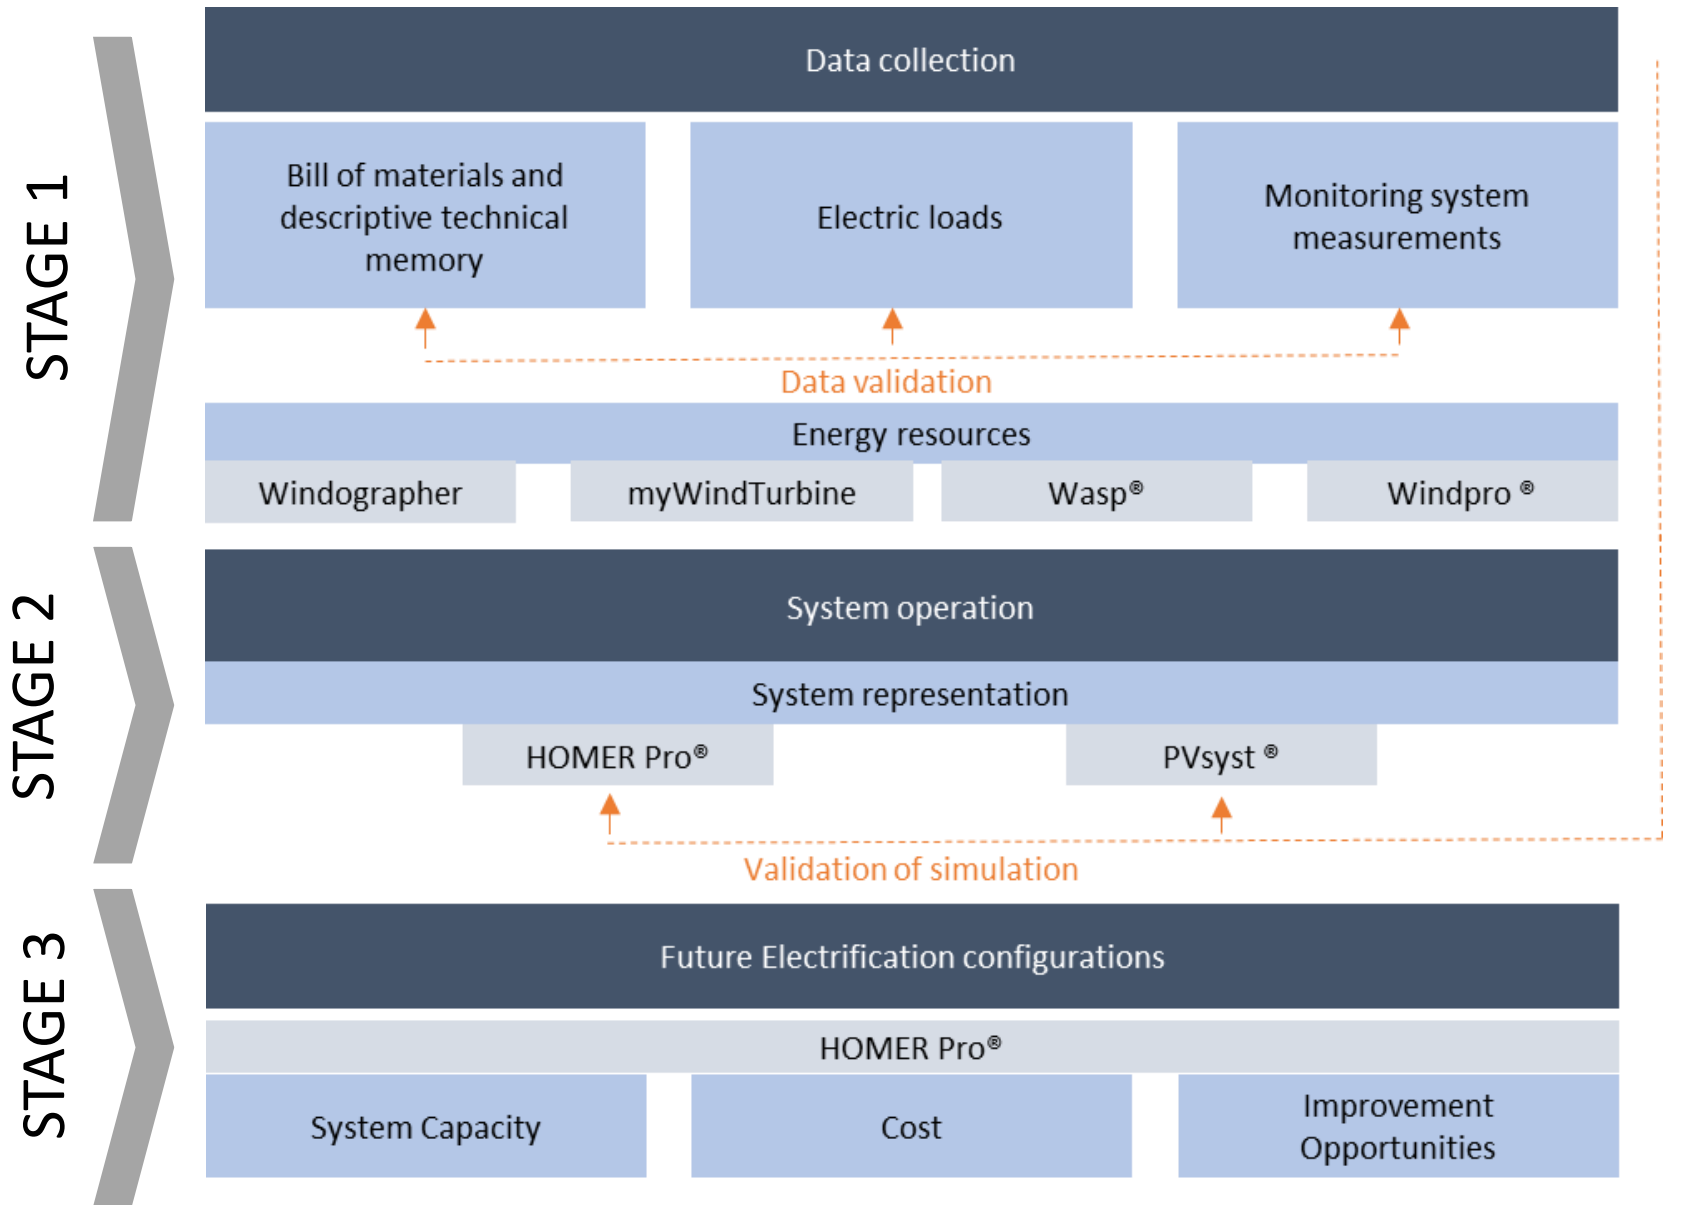 STAGE 1
Data collection
Bill of materials and
descriptive technical
memory
Electric loads
Monitoring system
measurements
Data validation
Energy resources
Windographer
myWindTurbine
Wasp®
Windpro ®
STAGE 2
System operation
System representation
HOMER Pro®
PVsyst ®
Validation of simulation
STAGE 3
Future Electrification configurations
HOMER Pro®
System Capacity
Cost
Improvement
Opportunities